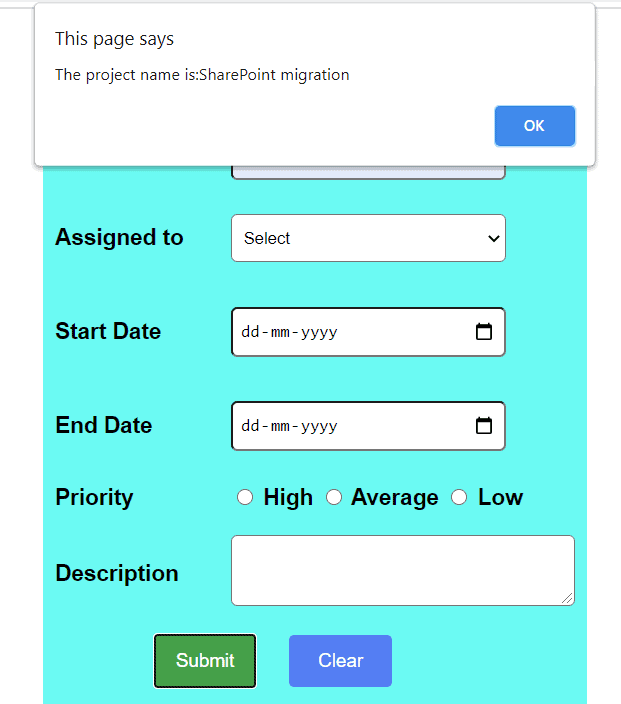 This page says
The project name is:SharePoint migration
OK
Assigned to
Select
Start Date
dd-mm-yyyy
End Date
dd-mm-yyyy
Priority High Average Low
Description
Submit Clear